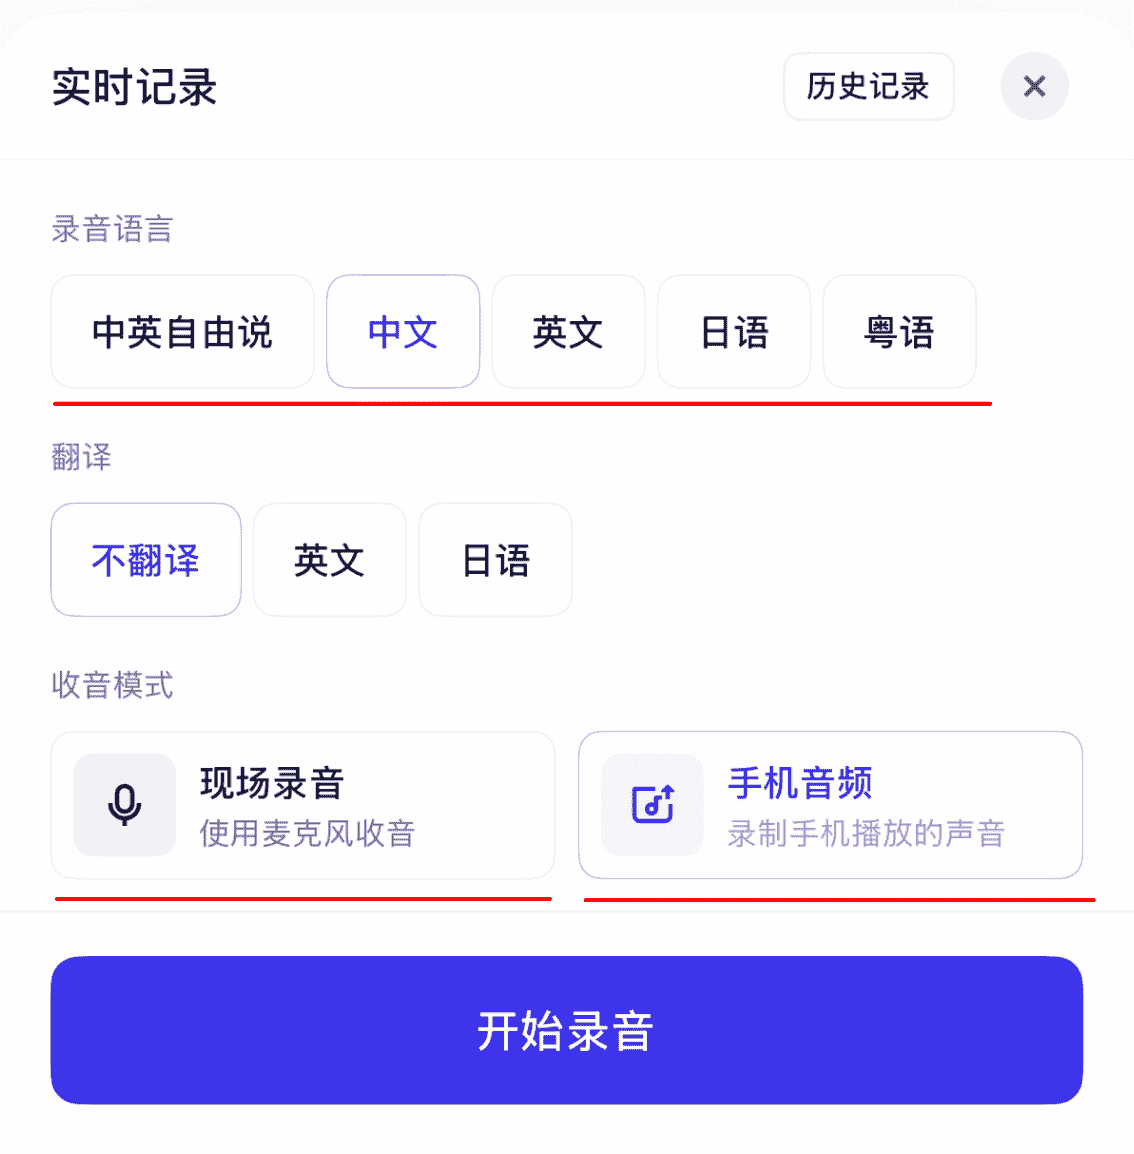 实时记录
历史记录
录音语言
中英自由说 中文 英文 日语 粤语
翻译
不翻译 英文 日语
收音模式
现场录音
使用麦克风收音
手机音频
录制手机播放的声音
开始录音